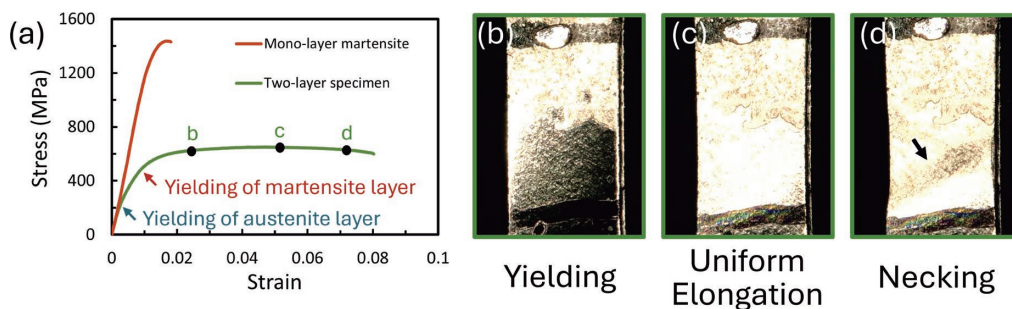 (a)
1600
1200
800
400
0
Stress (MPa)
Mono-layer martensite
Two-layer specimen
b
c
d
Yielding of martensite layer
Yielding of austenite layer
0
0.02
0.04
0.06
0.08
0.1
Strain
(b)
Yielding
(c)
Uniform
Elongation
(d)
Necking